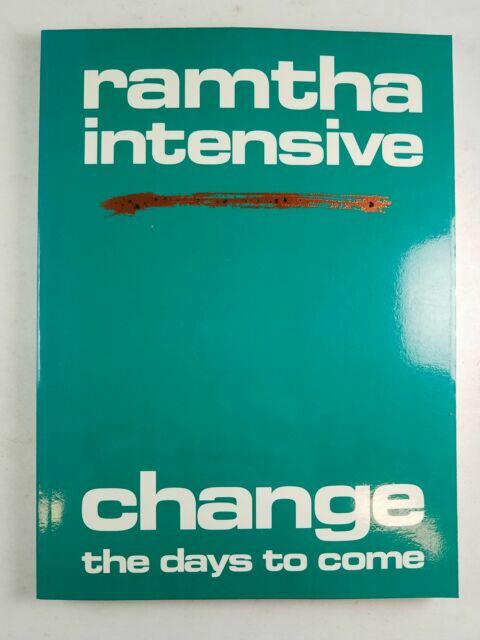 ramtha
intensive
change
the days to come